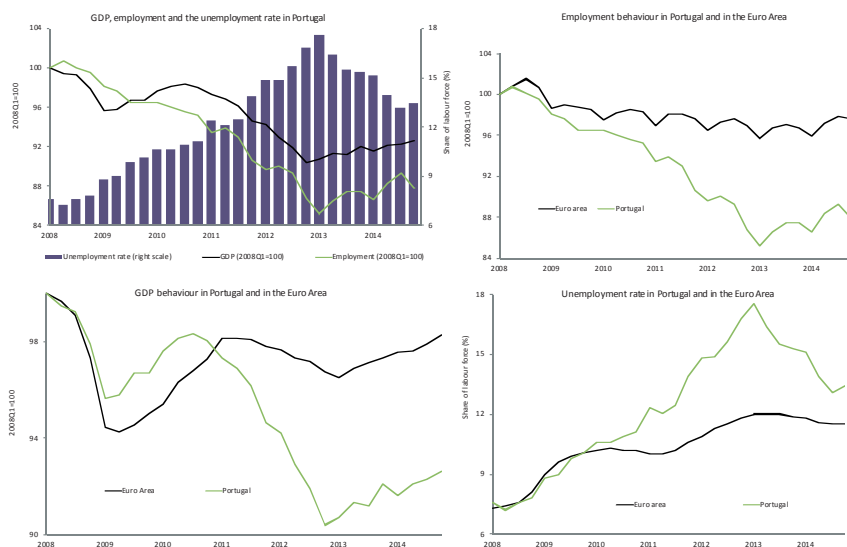 GDP, employment and the unemployment rate in Portugal
104
100
96
92
88
84
2008Q1=100
18
15
12
9
6
Share of labour force (%)
2008 2009 2010 2011 2012 2013 2014
Unemployment rate (right scale) GDP (2008Q1=100) Employment (2008Q1=100)
Employment behaviour in Portugal and in the Euro Area
104
100
96
92
88
84
2008Q1=100
Euro area Portugal
2008 2009 2010 2011 2012 2013 2014
GDP behaviour in Portugal and in the Euro Area
98
94
90
2008Q1=100
Euro Area Portugal
2008 2009 2010 2011 2012 2013 2014
Unemployment rate in Portugal and in the Euro Area
18
15
12
9
6
Share of labour force (%)
Euro area Portugal
2008 2009 2010 2011 2012 2013 2014